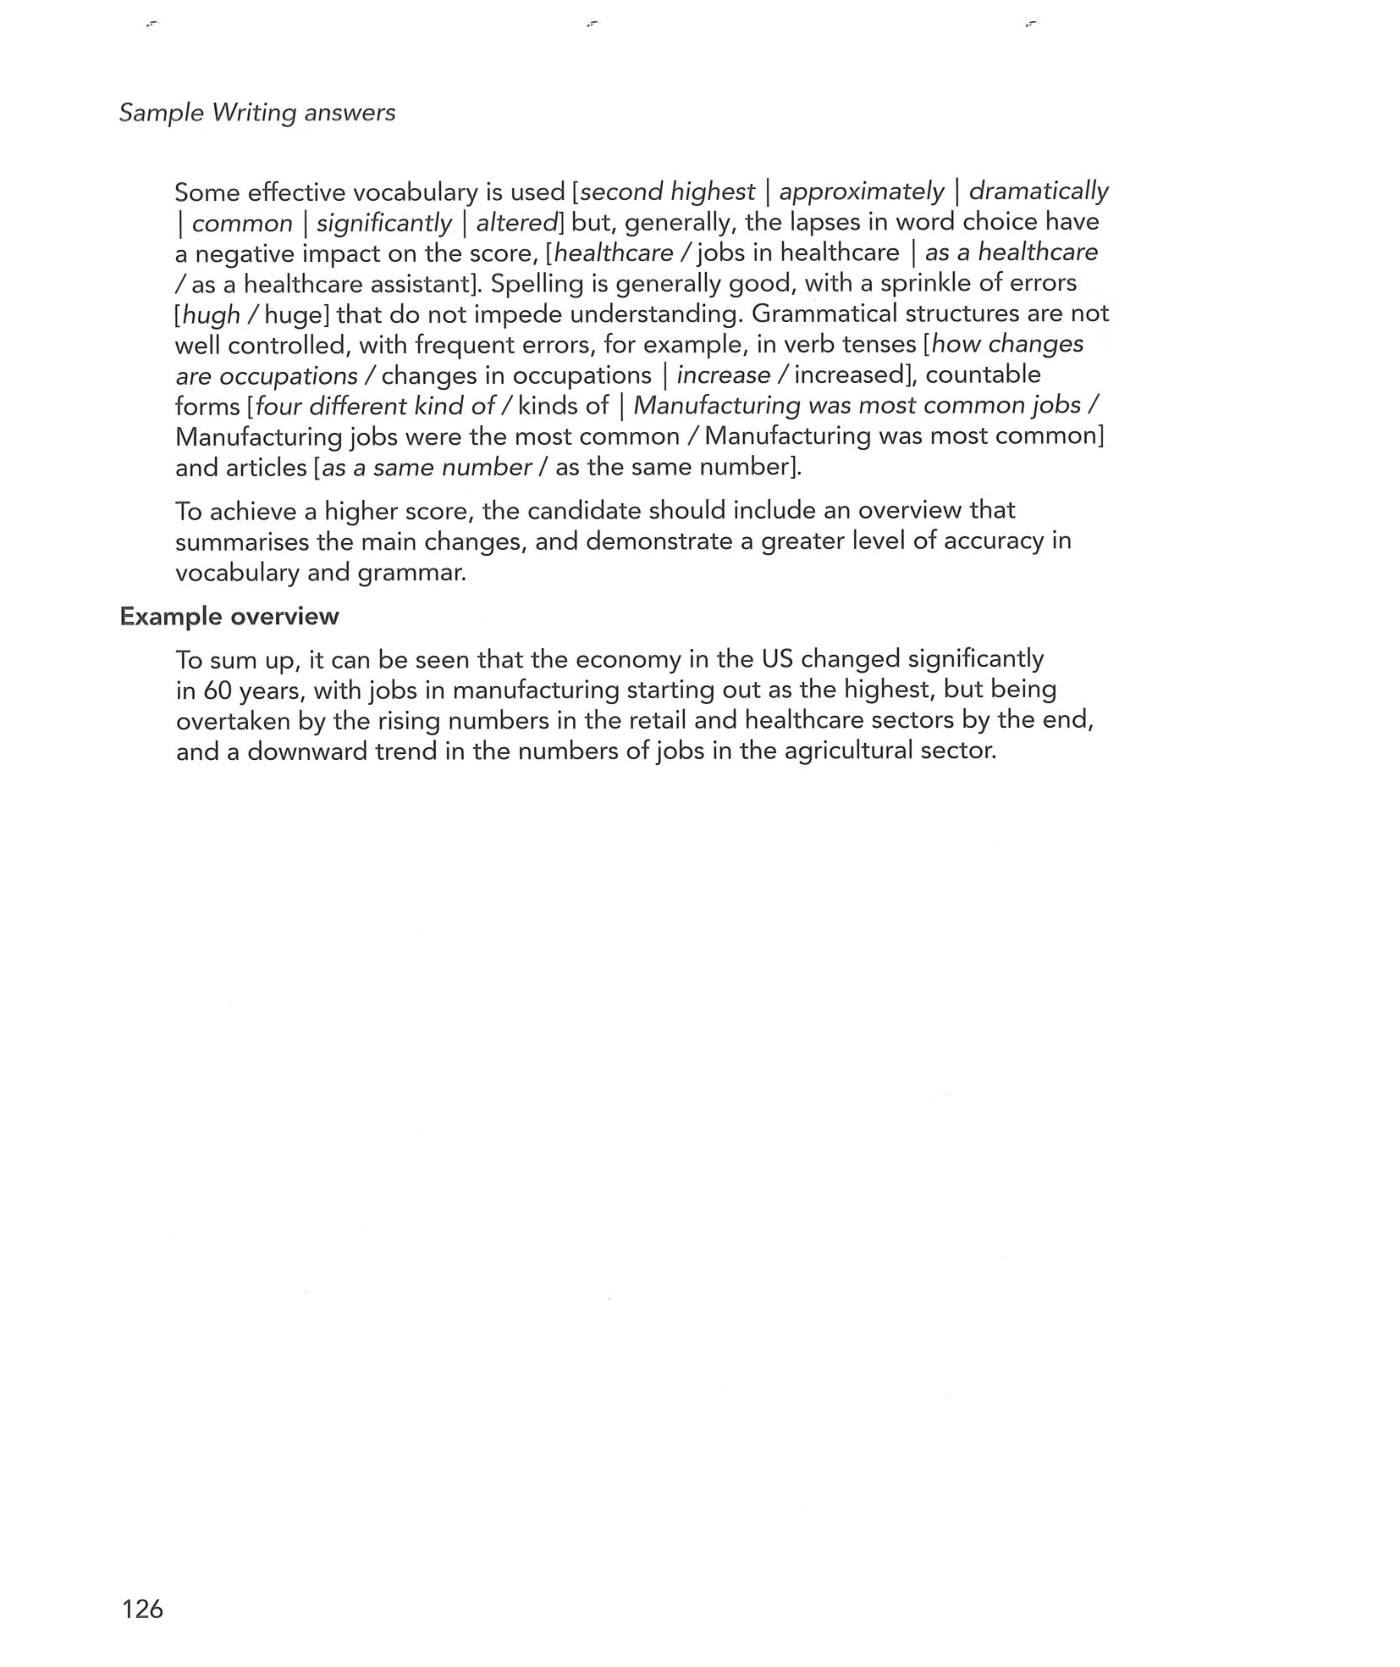 Sample Writing answers
Some effective vocabulary is used [second highest | approximately | dramatically
| common | significantly | altered] but, generally, the lapses in word choice have
a negative impact on the score, [healthcare / jobs in healthcare | as a healthcare
/ as a healthcare assistant]. Spelling is generally good, with a sprinkle of errors
[hugh / huge] that do not impede understanding. Grammatical structures are not
well controlled, with frequent errors, for example, in verb tenses [how changes
are occupations / changes in occupations | increase / increased], countable
forms [four different kind of / kinds of | Manufacturing was most common jobs /
Manufacturing jobs were the most common / Manufacturing was most common]
and articles [as a same number / as the same number].
To achieve a higher score, the candidate should include an overview that
summarises the main changes, and demonstrate a greater level of accuracy in
vocabulary and grammar.
Example overview
To sum up, it can be seen that the economy in the US changed significantly
in 60 years, with jobs in manufacturing starting out as the highest, but being
overtaken by the rising numbers in the retail and healthcare sectors by the end,
and a downward trend in the numbers of jobs in the agricultural sector.
126